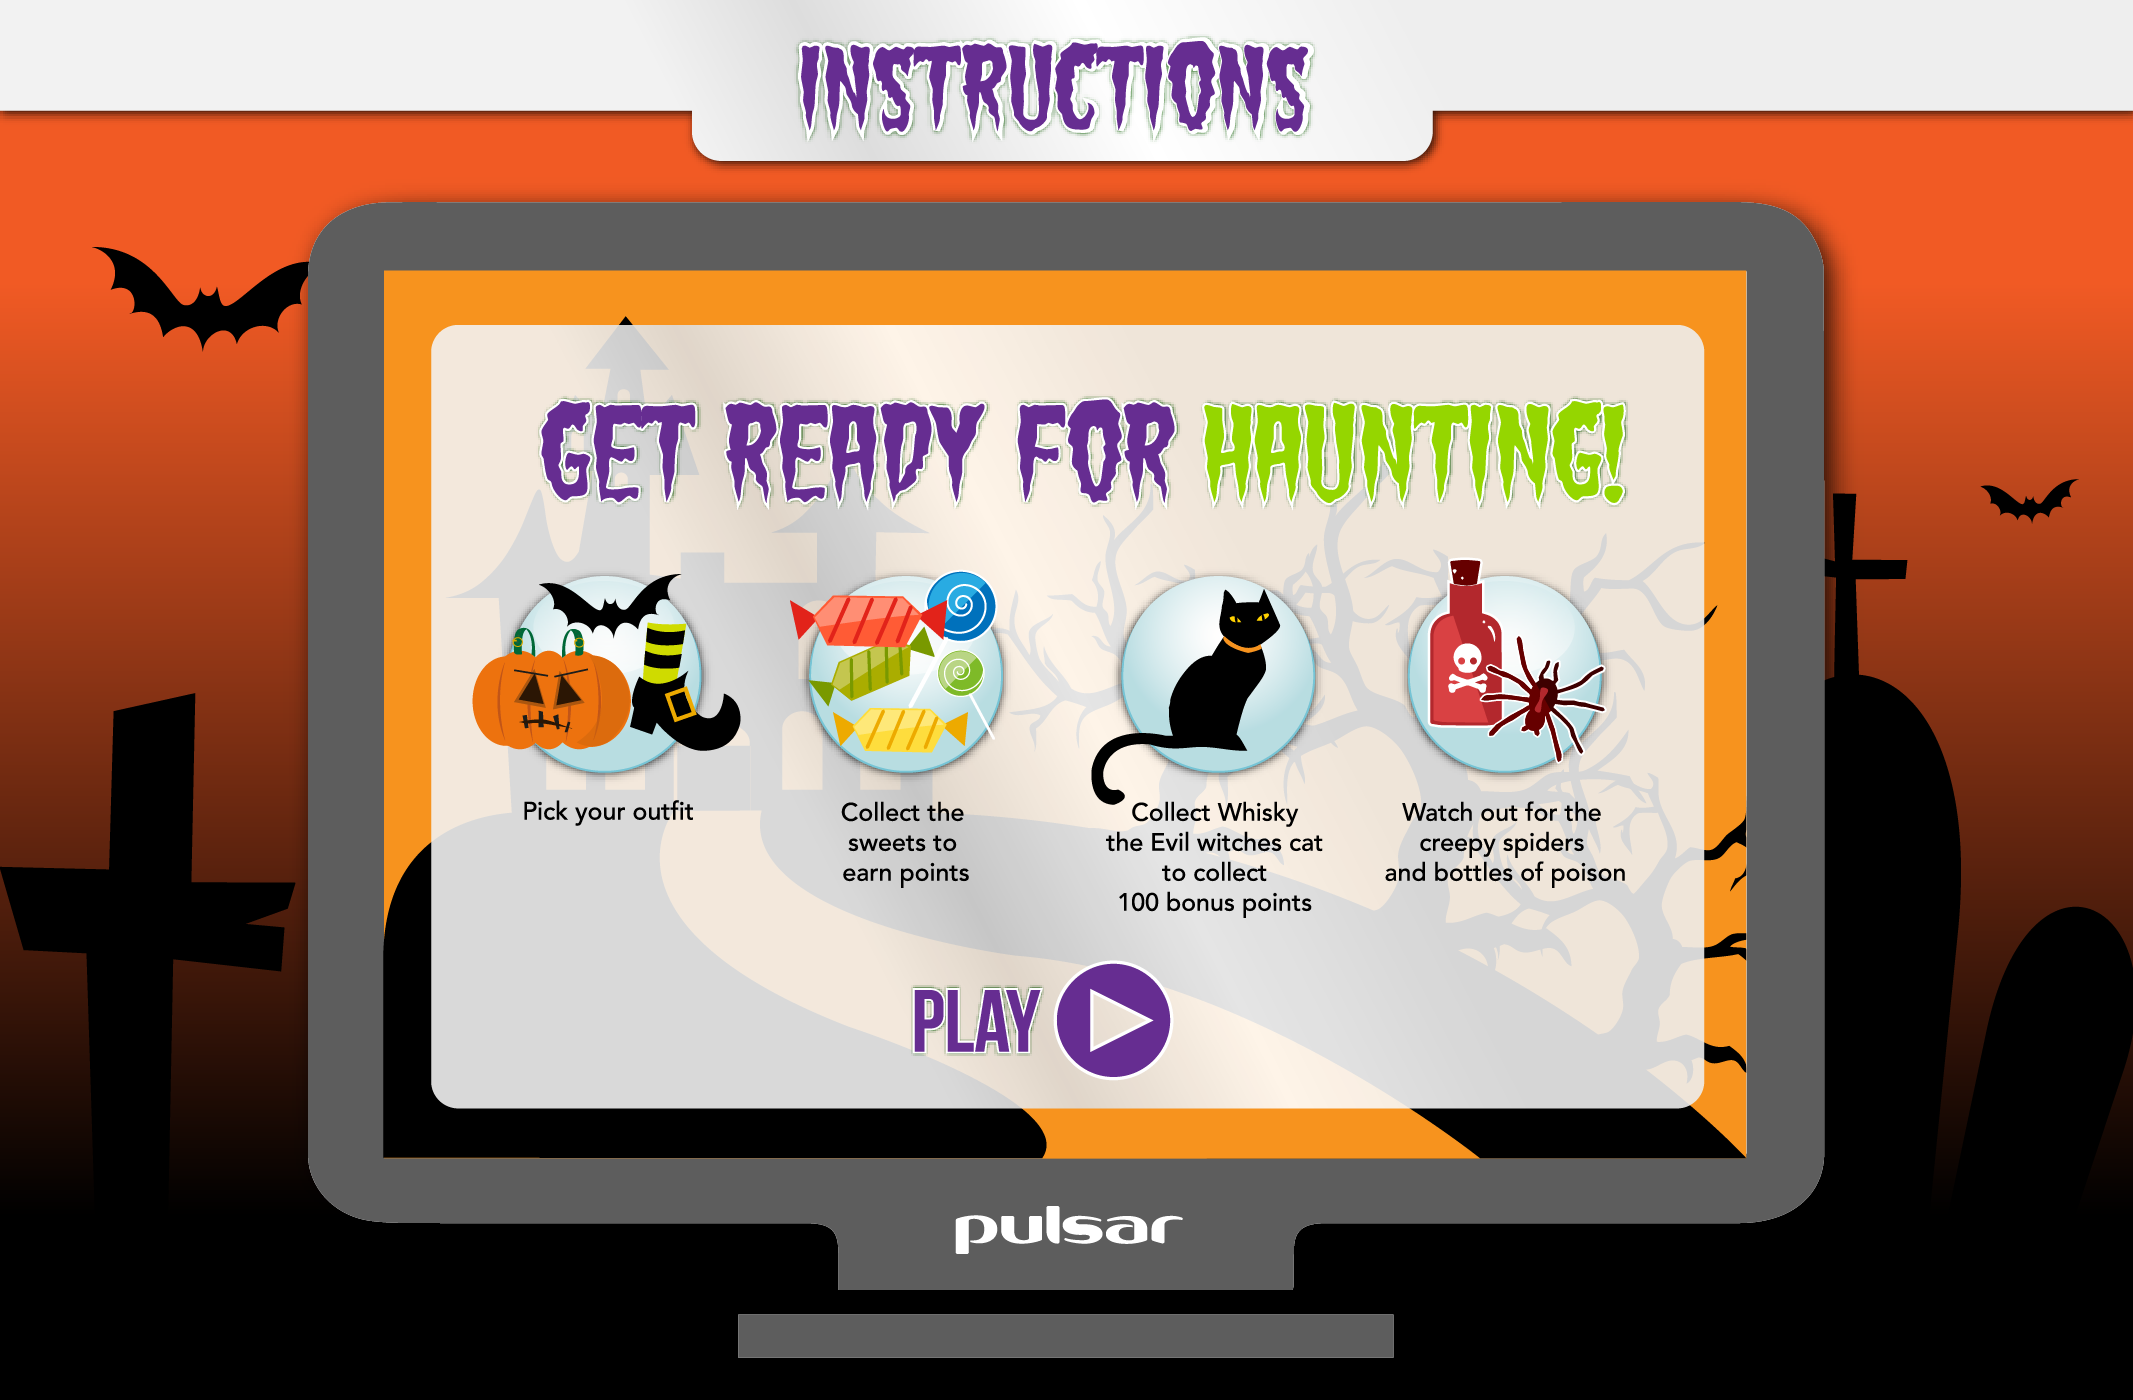 INSTRUCTIONS
GET READY FOR HAUNTING!
Pick your outfit
Collect the
sweets to
earn points
Collect Whisky
the Evil witches cat
to collect
100 bonus points
Watch out for the
creepy spiders
and bottles of poison
PLAY
pulsar